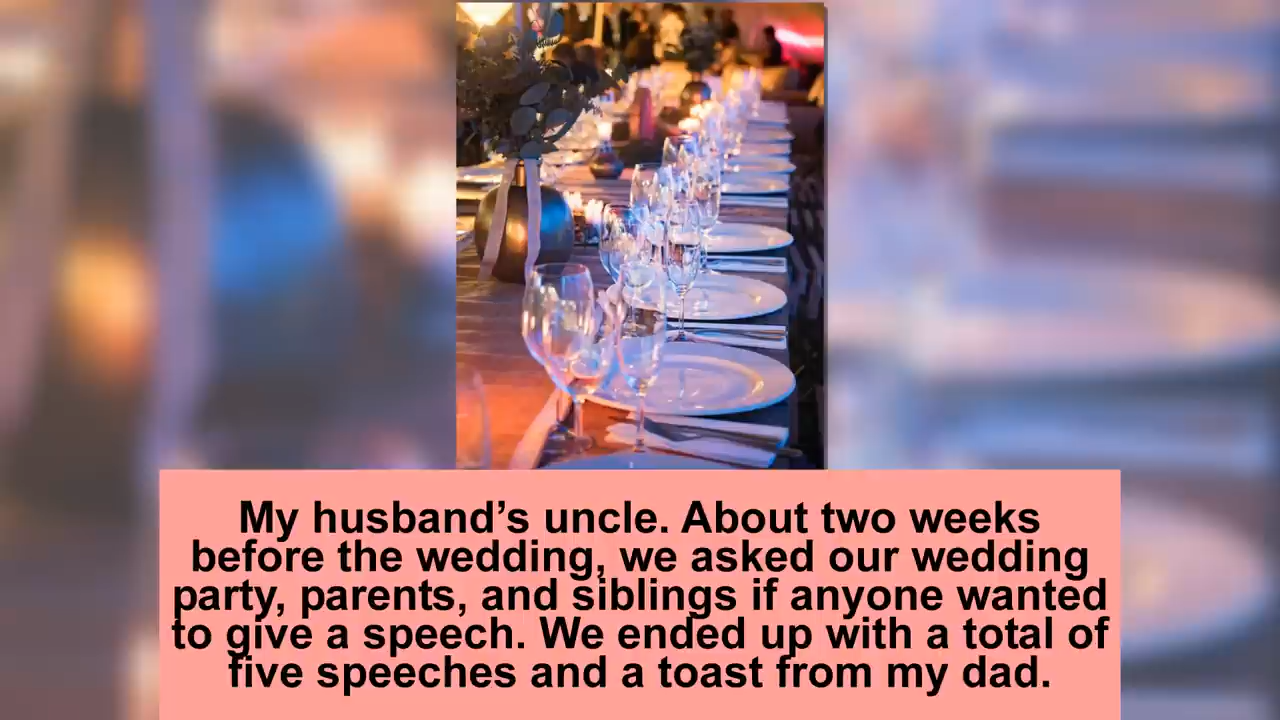 My husband’s uncle. About two weeks
before the wedding, we asked our wedding
party, parents, and siblings if anyone wanted
to give a speech. We ended up with a total of
five speeches and a toast from my dad.